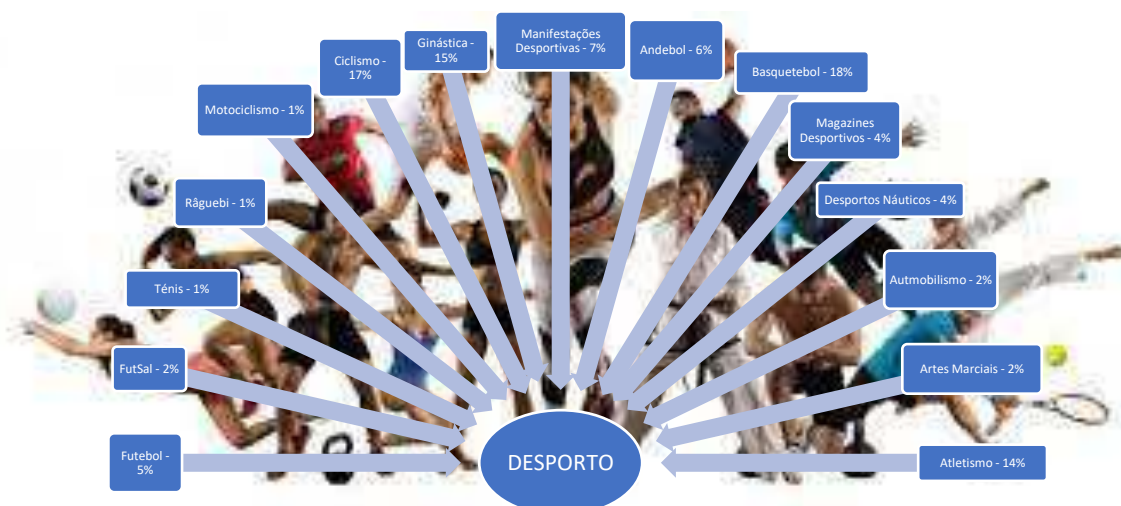 Futebol -
5%
FutSal - 2%
Ténis - 1%
Râguebi - 1%
Motociclismo - 1%
Ciclismo -
17%
Ginástica -
15%
Manifestações
Desportivas - 7%
Andebol - 6%
Basquetebol - 18%
Magazines
Desportivos - 4%
Desportos Náuticos - 4%
Autmobilismo - 2%
Artes Marciais - 2%
Atletismo - 14%
DESPORTO